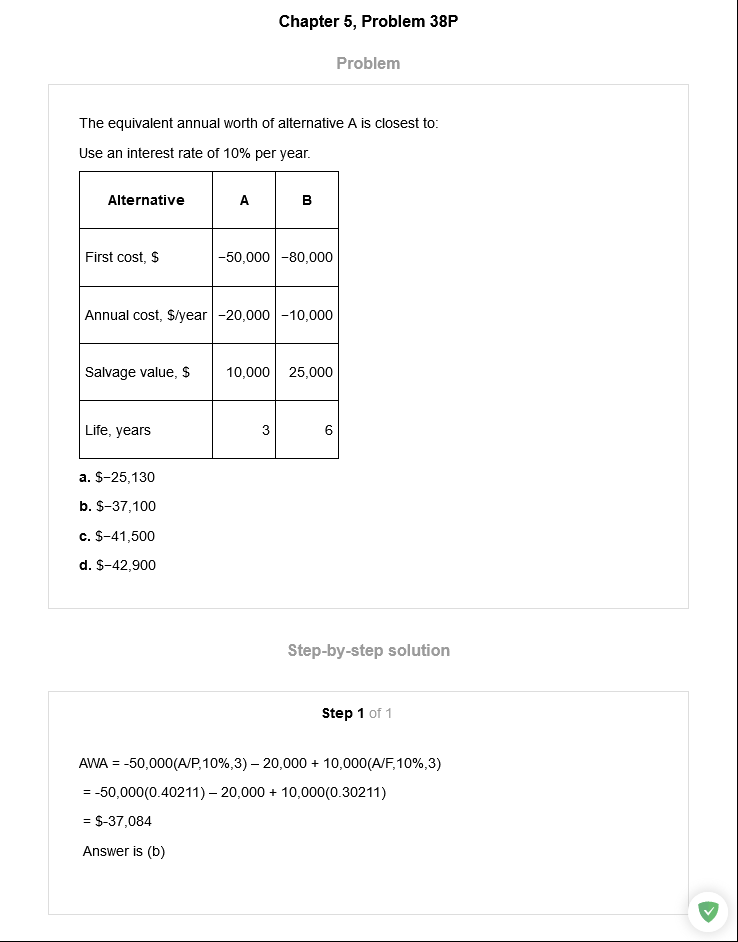 Chapter 5, Problem 38P
Problem
The equivalent annual worth of alternative A is closest to:
Use an interest rate of 10% per year.
Alternative A B
First cost, $ −50,000 −80,000
Annual cost, $/year −20,000 −10,000
Salvage value, $ 10,000 25,000
Life, years 3 6
a. $−25,130
b. $−37,100
c. $−41,500
d. $−42,900
Step-by-step solution
Step 1 of 1
AWA = -50,000(A/P,10%,3) – 20,000 + 10,000(A/F,10%,3)
= -50,000(0.40211) – 20,000 + 10,000(0.30211)
= $-37,084
Answer is (b)